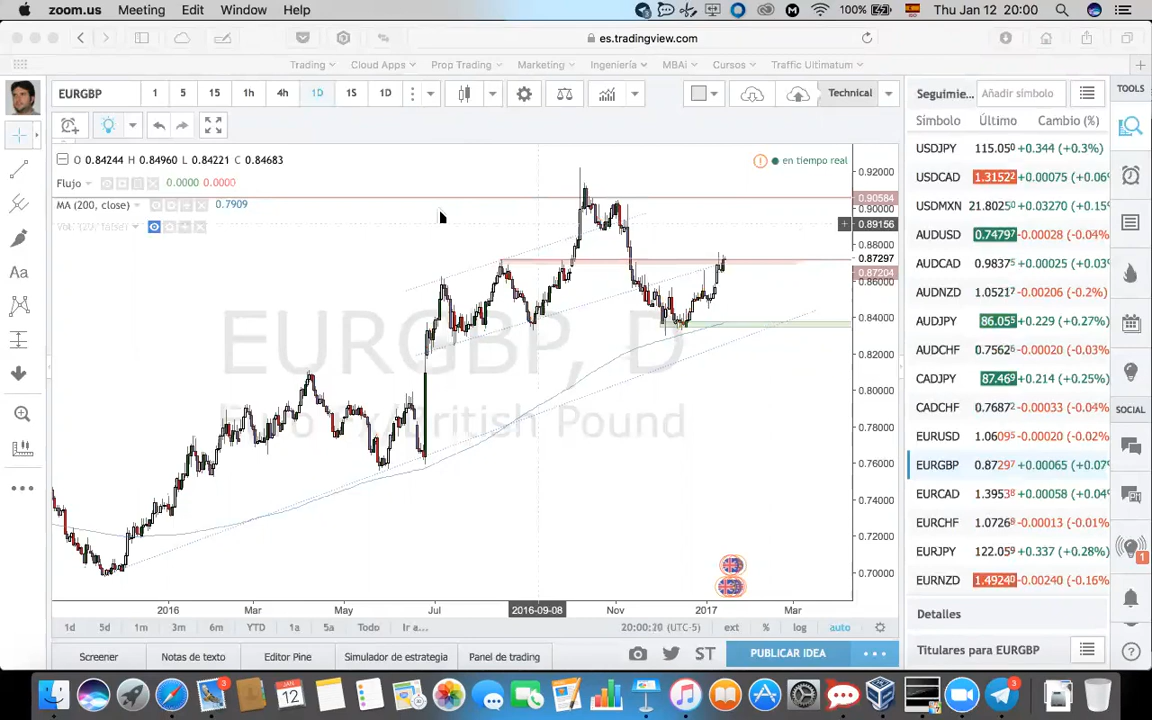 zoom.us Meeting Edit Window Help 100% Thu Jan 12 20:00
es.tradingview.com
Trading Cloud Apps Prop Trading Marketing Ingeniería MBAi Cursos Traffic Ultimatum
EURGBP 1 5 15 1h 4h 1D 1S 1D Technical Seguimie... Añadir símbolo TOOLS
Símbolo Último Cambio (%)
O 0.84244 H 0.84960 L 0.84221 C 0.84683 en tiempo real
Flujo 0.0000 0.0000
MA (200, close) 0.7909
Vol. (20, false)
0.92000
0.90584
0.90000
0.89156
0.88000
0.87297
0.87204
0.86000
0.84000
0.82000
0.80000
0.78000
0.76000
0.74000
0.72000
0.70000
EURGBP, D
Euro Fx/British Pound
USDJPY 115.05⁰ +0.344 (+0.3%)
USDCAD 1.3152² +0.00075 (+0.06
USDMXN 21.8025⁰ +0.03270 (+0.15
AUDUSD 0.7479⁷ -0.00028 (-0.04%)
AUDCAD 0.9837⁵ +0.00025 (+0.03
AUDNZD 1.0521⁷ -0.00206 (-0.2%)
AUDJPY 86.05⁵ +0.229 (+0.27%)
AUDCHF 0.7562⁶ -0.00020 (-0.03%)
CADJPY 87.46⁹ +0.214 (+0.25%)
CADCHF 0.7687² -0.00033 (-0.04%)
SOCIAL
EURUSD 1.0609⁵ -0.00020 (-0.02%)
EURGBP 0.8729⁷ +0.00065 (+0.07
EURCAD 1.3953⁸ +0.00058 (+0.04
EURCHF 1.0726⁸ -0.00013 (-0.01%)
EURJPY 122.05⁹ +0.337 (+0.28%)
EURNZD 1.4924⁰ -0.00240 (-0.16%)
1
2016 Mar May Jul 2016-09-08 Nov 2017 Mar
Detalles
1d 5d 1m 3m 6m YTD 1a 5a Todo Ir a... 20:00:20 (UTC-5) ext % log auto
Titulares para EURGBP
Screener Notas de texto Editor Pine Simulador de estrategia Panel de trading ST PUBLICAR IDEA
3
12
3